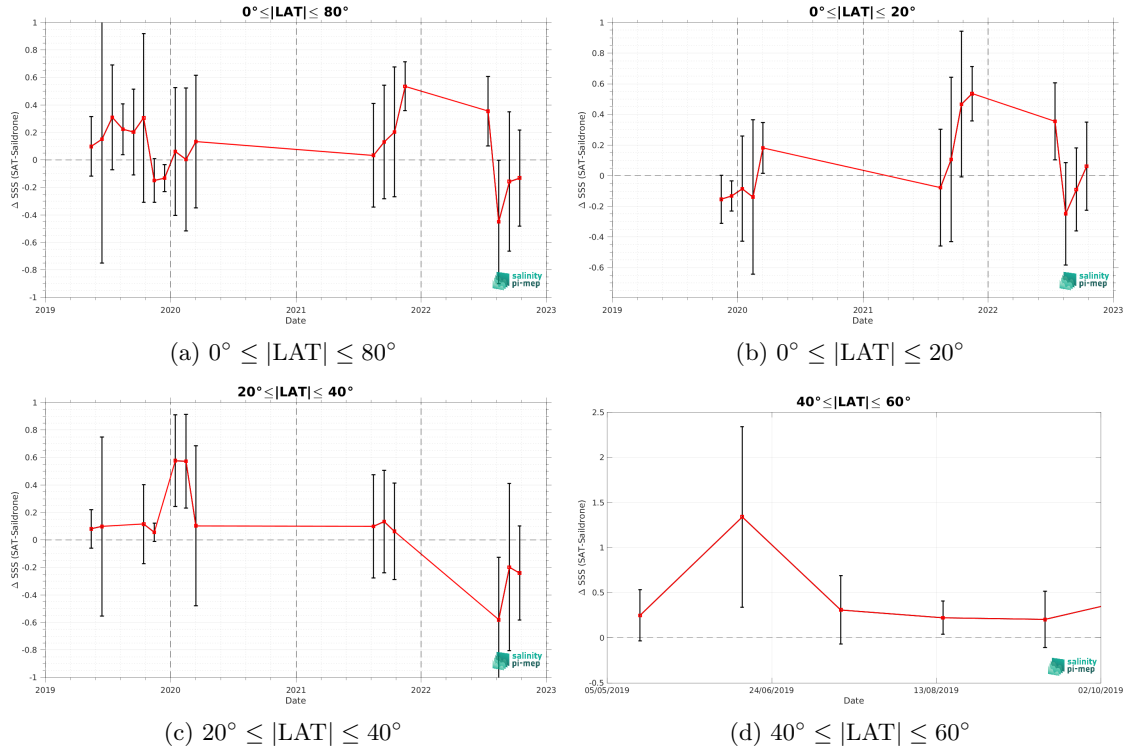 0°≤|LAT|≤ 80°
1
0.8
0.6
0.4
0.2
0
-0.2
-0.4
-0.6
-0.8
-1
Δ SSS (SAT-Saildrone)
2019
2020
2021
2022
2023
Date
salinity
pi-mep
(a) 0° ≤ |LAT| ≤ 80°
0°≤|LAT|≤ 20°
1
0.8
0.6
0.4
0.2
0
-0.2
-0.4
-0.6
Δ SSS (SAT-Saildrone)
2019
2020
2021
2022
2023
Date
salinity
pi-mep
(b) 0° ≤ |LAT| ≤ 20°
20°≤|LAT|≤ 40°
1
0.8
0.6
0.4
0.2
0
-0.2
-0.4
-0.6
-0.8
-1
Δ SSS (SAT-Saildrone)
2019
2020
2021
2022
2023
Date
salinity
pi-mep
(c) 20° ≤ |LAT| ≤ 40°
40°≤|LAT|≤ 60°
2.5
2
1.5
1
0.5
0
-0.5
Δ SSS (SAT-Saildrone)
05/05/2019
24/06/2019
13/08/2019
02/10/2019
Date
salinity
pi-mep
(d) 40° ≤ |LAT| ≤ 60°